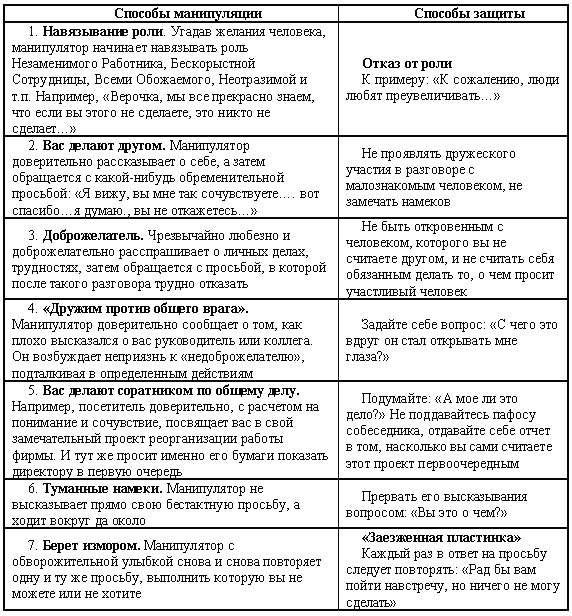 Способы манипуляции
Способы защиты
1. Навязывание роли. Угадав желания человека,
манипулятор начинает навязывать роль
Незаменимого Работника, Бескорыстной
Сотрудницы, Всеми Обожаемого, Неотразимой и
т.п. Например, «Верочка, мы все прекрасно знаем,
что если вы этого не сделаете, это никто не
сделает…»
Отказ от роли
К примеру: «К сожалению, люди
любят преувеличивать…»
2. Вас делают другом. Манипулятор
доверительно рассказывает о себе, а затем
обращается с какой-нибудь обременительной
просьбой: «Я вижу, вы мне так сочувствуете…. вот
спасибо…я думаю., вы не откажетесь…»
Не проявлять дружеского
участия в разговоре с
малознакомым человеком, не
замечать намеков
3. Доброжелатель. Чрезвычайно любезно и
доброжелательно расспрашивает о личных делах,
трудностях, затем обращается с просьбой, в которой
после такого разговора трудно отказать
Не быть откровенным с
человеком, которого вы не
считаете другом, и не считать себя
обязанным делать то, о чем просит
участливый человек
4. «Дружим против общего врага».
Манипулятор доверительно сообщает о том, как
плохо высказался о вас руководитель или коллега.
Он возбуждает неприязнь к «недоброжелателю»,
подталкивая в определенным действиям
Задайте себе вопрос: «С чего это
вдруг он стал открывать мне
глаза?»
5. Вас делают соратником по общему делу.
Например, посетитель доверительно, с расчетом на
понимание и сочувствие, посвящает вас в свой
замечательный проект реорганизации работы
фирмы. И тут же просит именно его бумаги показать
директору в первую очередь
Подумайте: «А мое ли это
дело?» Не поддавайтесь пафосу
собеседника, отдавайте себе отчет
в том, насколько вы сами считаете
этот проект первоочередным
6. Туманные намеки. Манипулятор не
высказывает прямо свою бестактную просьбу, а
ходит вокруг да около
Прервать его высказывания
вопросом: «Вы это о чем?»
7. Берет измором. Манипулятор с
обворожительной улыбкой снова и снова повторяет
одну и ту же просьбу, выполнить которую вы не
можете или не хотите
«Заезженная пластинка»
Каждый раз в ответ на просьбу
следует повторять: «Рад бы вам
пойти навстречу, но ничего не могу
сделать»